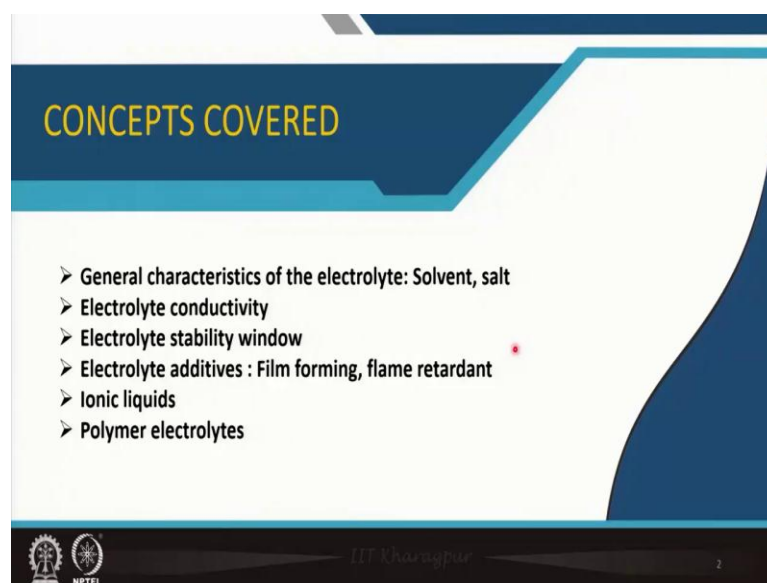 CONCEPTS COVERED
➢ General characteristics of the electrolyte: Solvent, salt
➢ Electrolyte conductivity
➢ Electrolyte stability window
➢ Electrolyte additives : Film forming, flame retardant
➢ Ionic liquids
➢ Polymer electrolytes
IIT Kharagpur
NPTEL
2